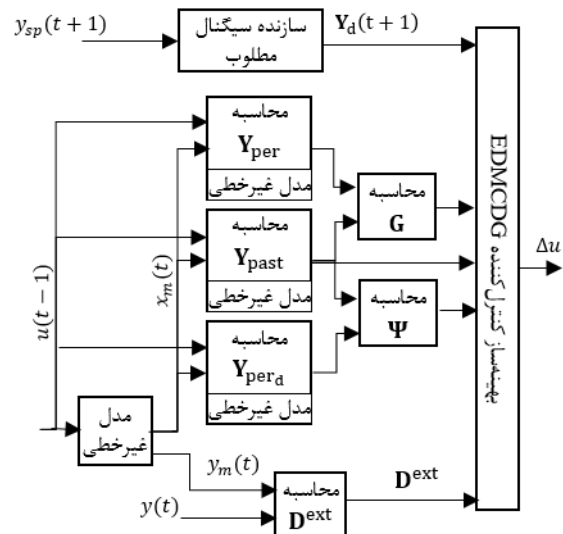 y_sp(t + 1)
سازنده سیگنال
مطلوب
Y_d(t + 1)
محاسبه
Y_per
مدل غیرخطی
محاسبه
Y_past
مدل غیرخطی
محاسبه
Y_per_d
مدل غیرخطی
محاسبه
G
محاسبه
Ψ
بهینه‌ساز کنترل‌کننده EDMCDG
Δu
u(t − 1)
x_m(t)
مدل
غیرخطی
y_m(t)
y(t)
محاسبه
D^ext
D^ext